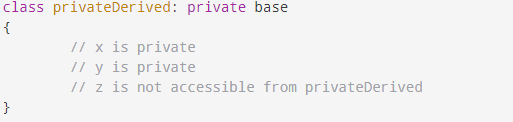 class privateDerived: private base
{
// x is private
// y is private
// z is not accessible from privateDerived
}